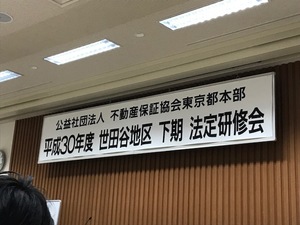 公益社団法人 不動産保証協会東京都本部
平成30年度 世田谷地区 下期 法定研修会